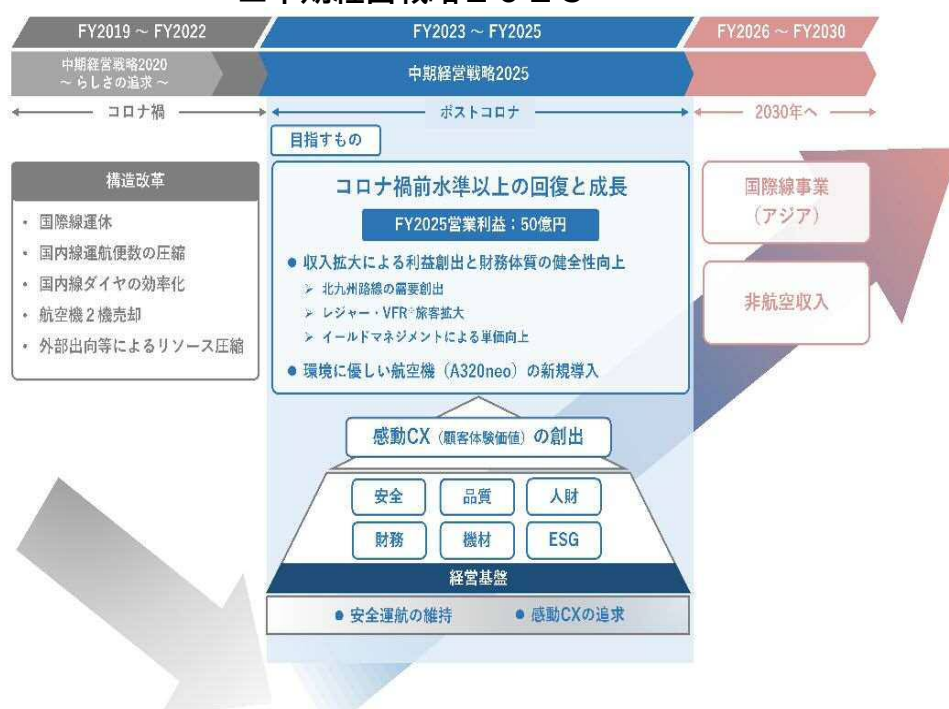 中期経営戦略2025
FY2019 ～ FY2022
FY2023 ～ FY2025
FY2026 ～ FY2030
中期経営戦略2020
～ らしさの追求 ～
中期経営戦略2025
コロナ禍
ポストコロナ
2030年へ
目指すもの
構造改革
・ 国際線運休
・ 国内線運航便数の圧縮
・ 国内線ダイヤの効率化
・ 航空機２機売却
・ 外部出向等によるリソース圧縮
コロナ禍前水準以上の回復と成長
FY2025営業利益：50億円
● 収入拡大による利益創出と財務体質の健全性向上
➢ 北九州路線の需要創出
➢ レジャー・VFR※旅客拡大
➢ イールドマネジメントによる単価向上
● 環境に優しい航空機（A320neo）の新規導入
国際線事業
（アジア）
非航空収入
感動CX（顧客体験価値）の創出
安全
品質
人財
財務
機材
ESG
経営基盤
● 安全運航の維持
● 感動CXの追求